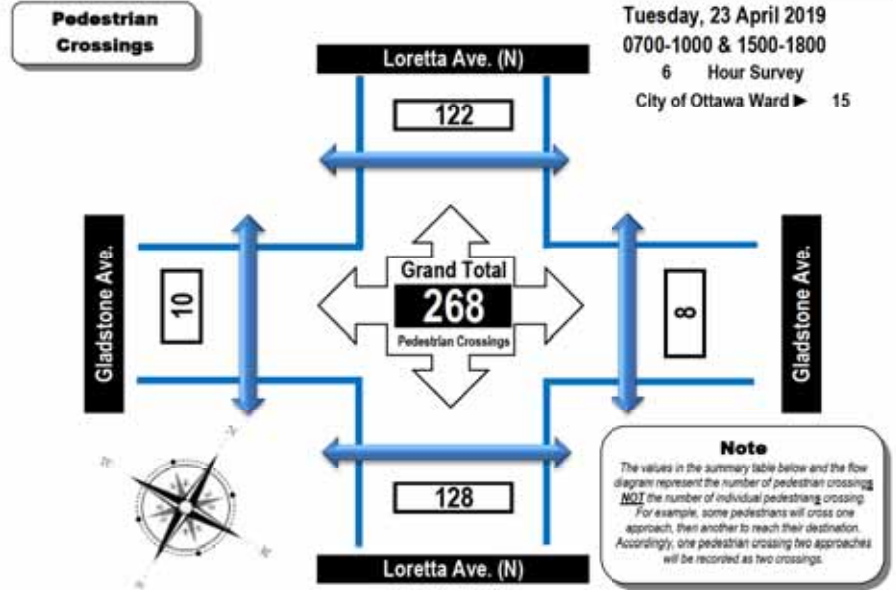 Pedestrian
Crossings
Tuesday, 23 April 2019
0700-1000 & 1500-1800
6 Hour Survey
City of Ottawa Ward ▶ 15
Loretta Ave. (N)
122
Gladstone Ave.
10
Grand Total
268
Pedestrian Crossings
8
Gladstone Ave.
128
Loretta Ave. (N)
Note
The values in the summary table below and the flow
diagram represent the number of pedestrian crossings
NOT the number of individual pedestrians crossing.
For example, some pedestrians will cross one
approach, then another to reach their destination.
Accordingly, one pedestrian crossing two approaches
will be recorded as two crossings.